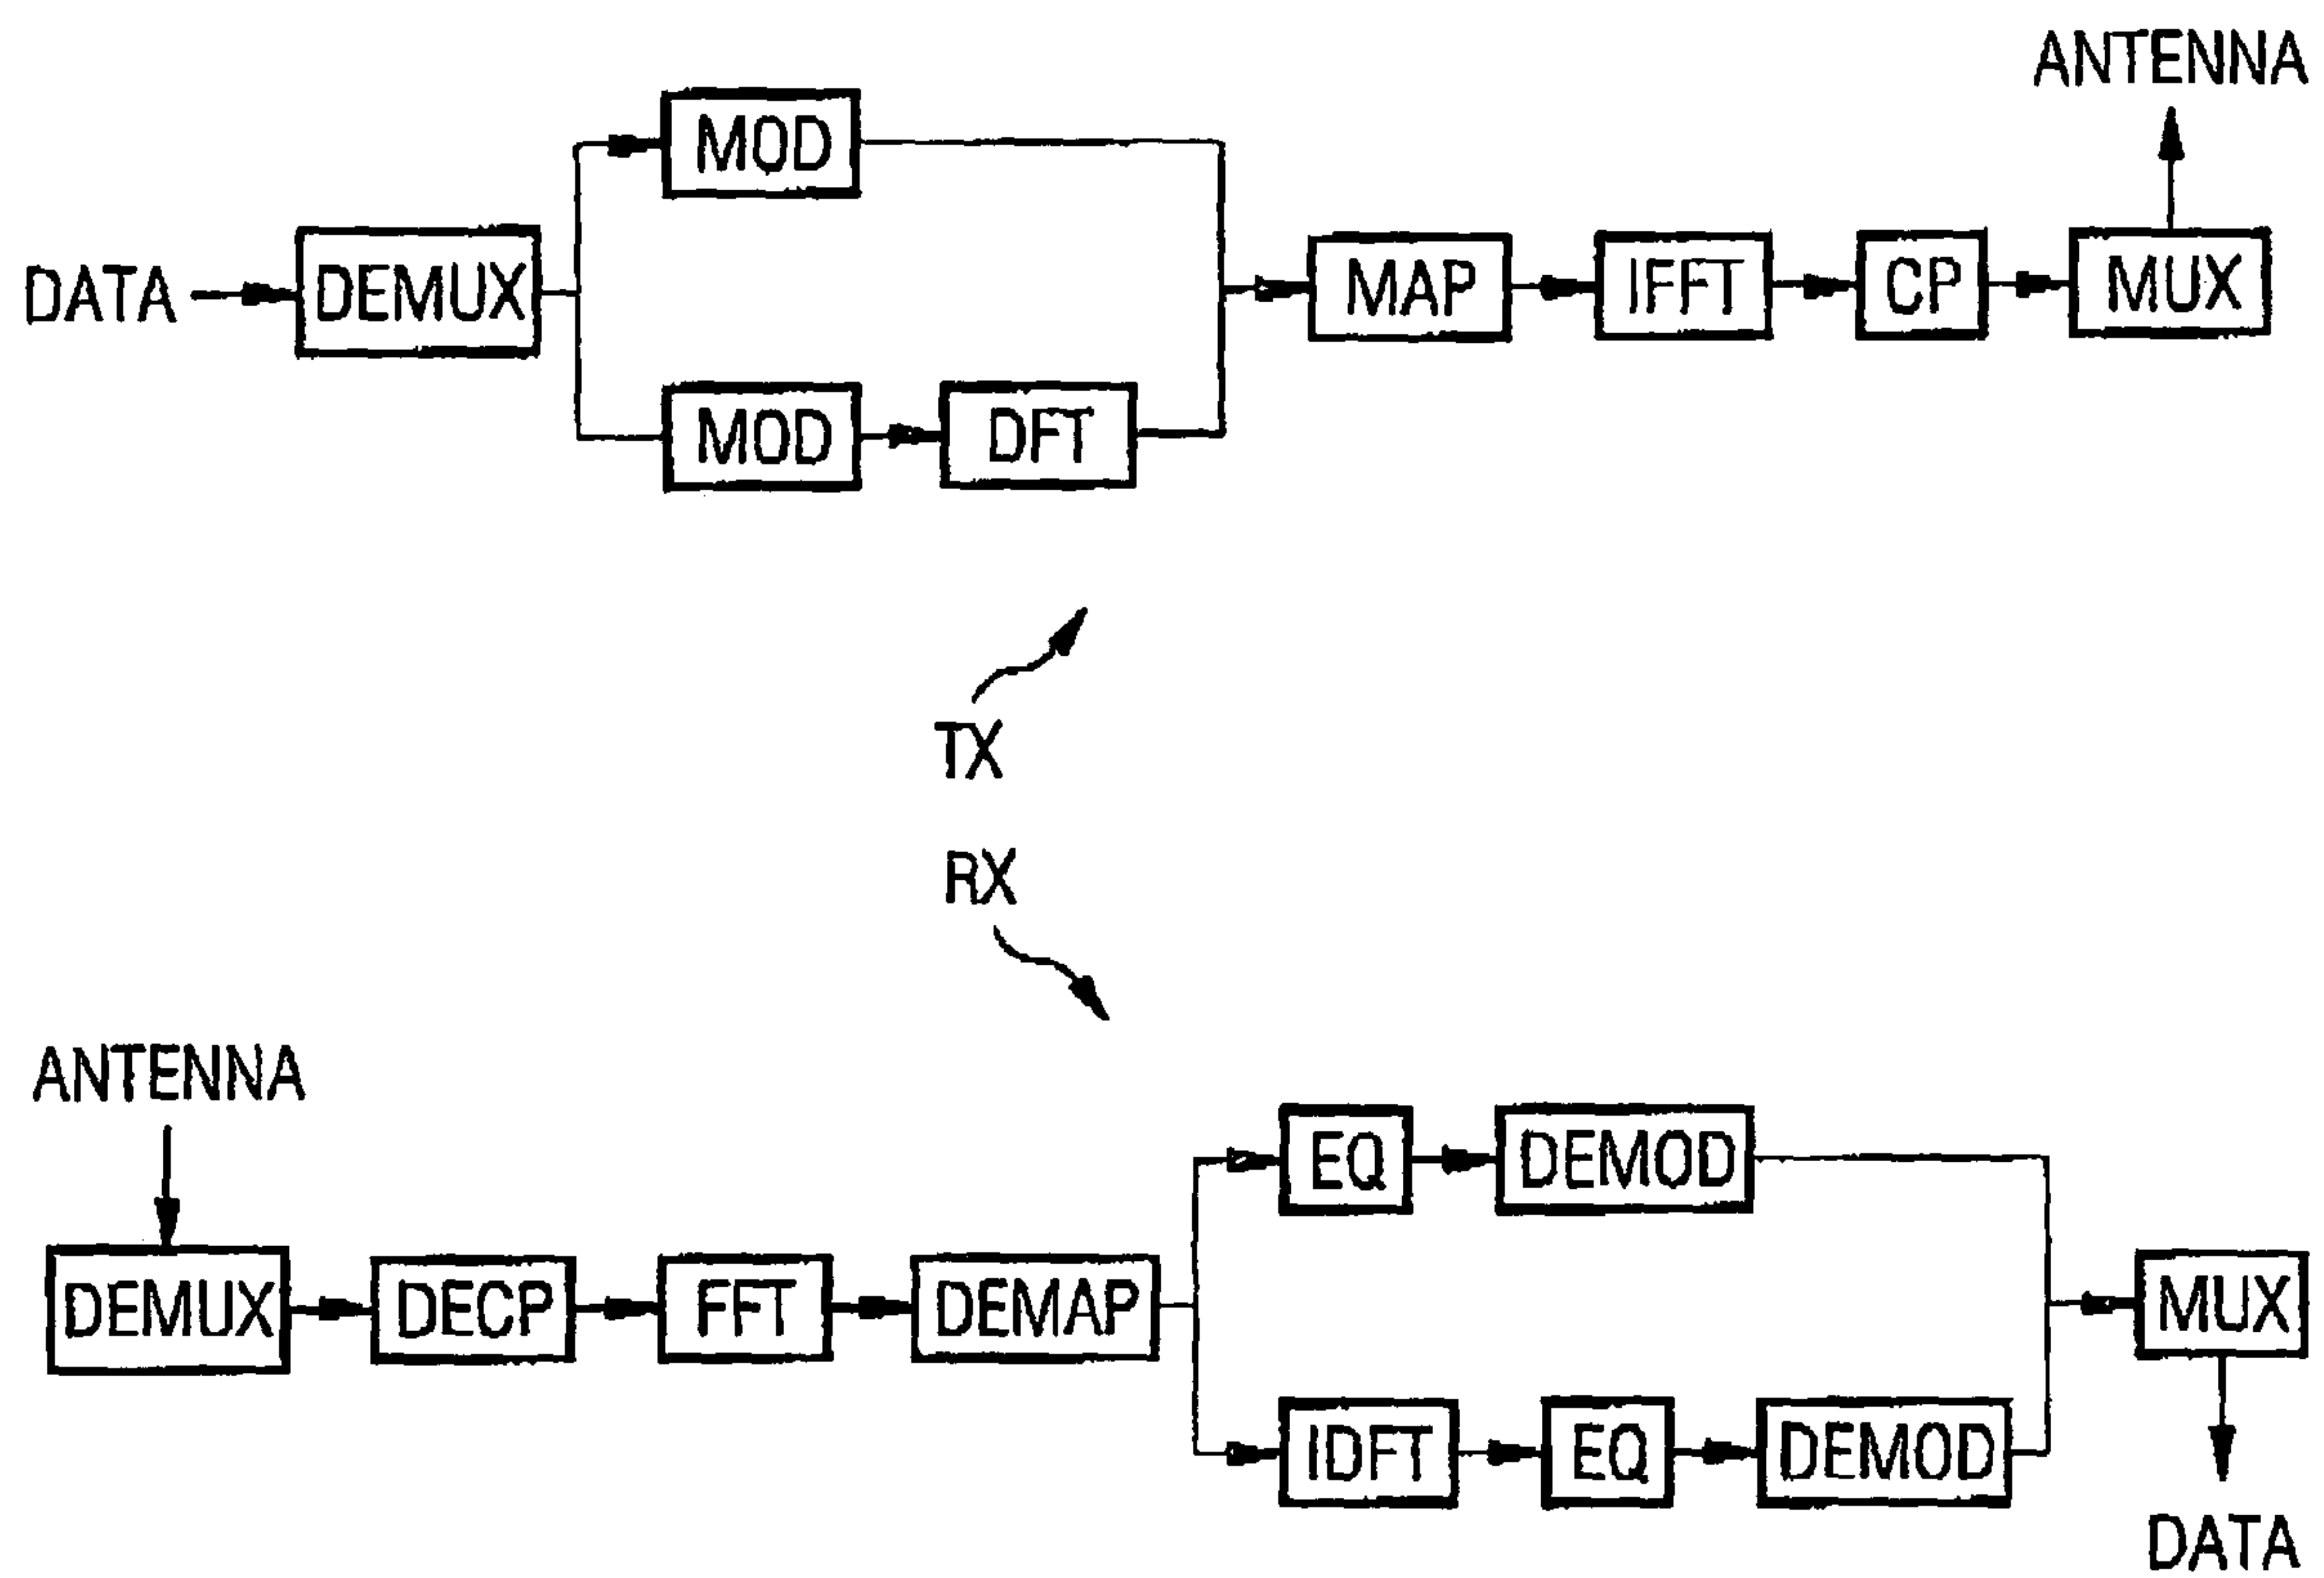 ANTENNA
MOD
DATA
DEMUX
MAP
IFFT
CP
MUX
MOD
DFT
TX
RX
ANTENNA
EQ
DEMOD
DEMUX
DECP
FFT
DEMAP
MUX
IDFT
EQ
DEMOD
DATA